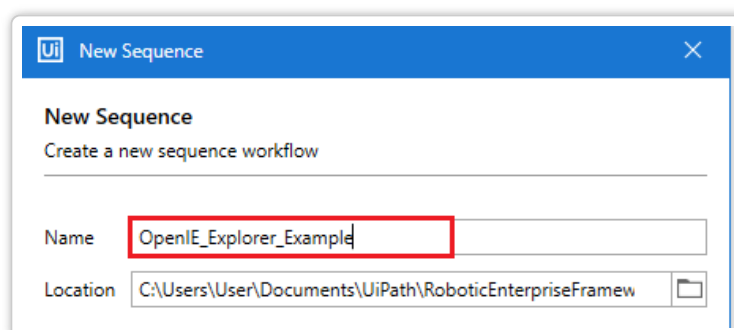 Ui New Sequence
New Sequence
Create a new sequence workflow
Name OpenIE_Explorer_Example
Location C:\Users\User\Documents\UiPath\RoboticEnterpriseFramew